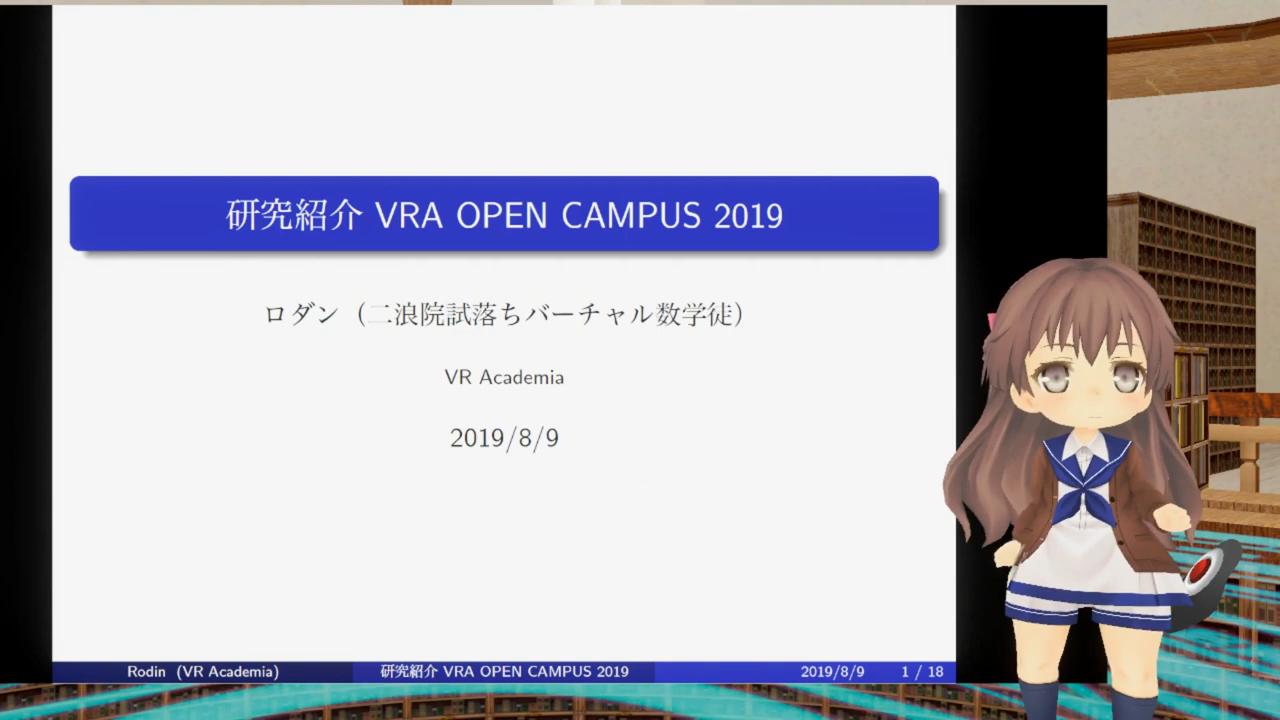 研究紹介 VRA OPEN CAMPUS 2019
ロダン（二浪院試落ちバーチャル数学徒）
VR Academia
2019/8/9
Rodin (VR Academia) 研究紹介 VRA OPEN CAMPUS 2019 2019/8/9 1 / 18